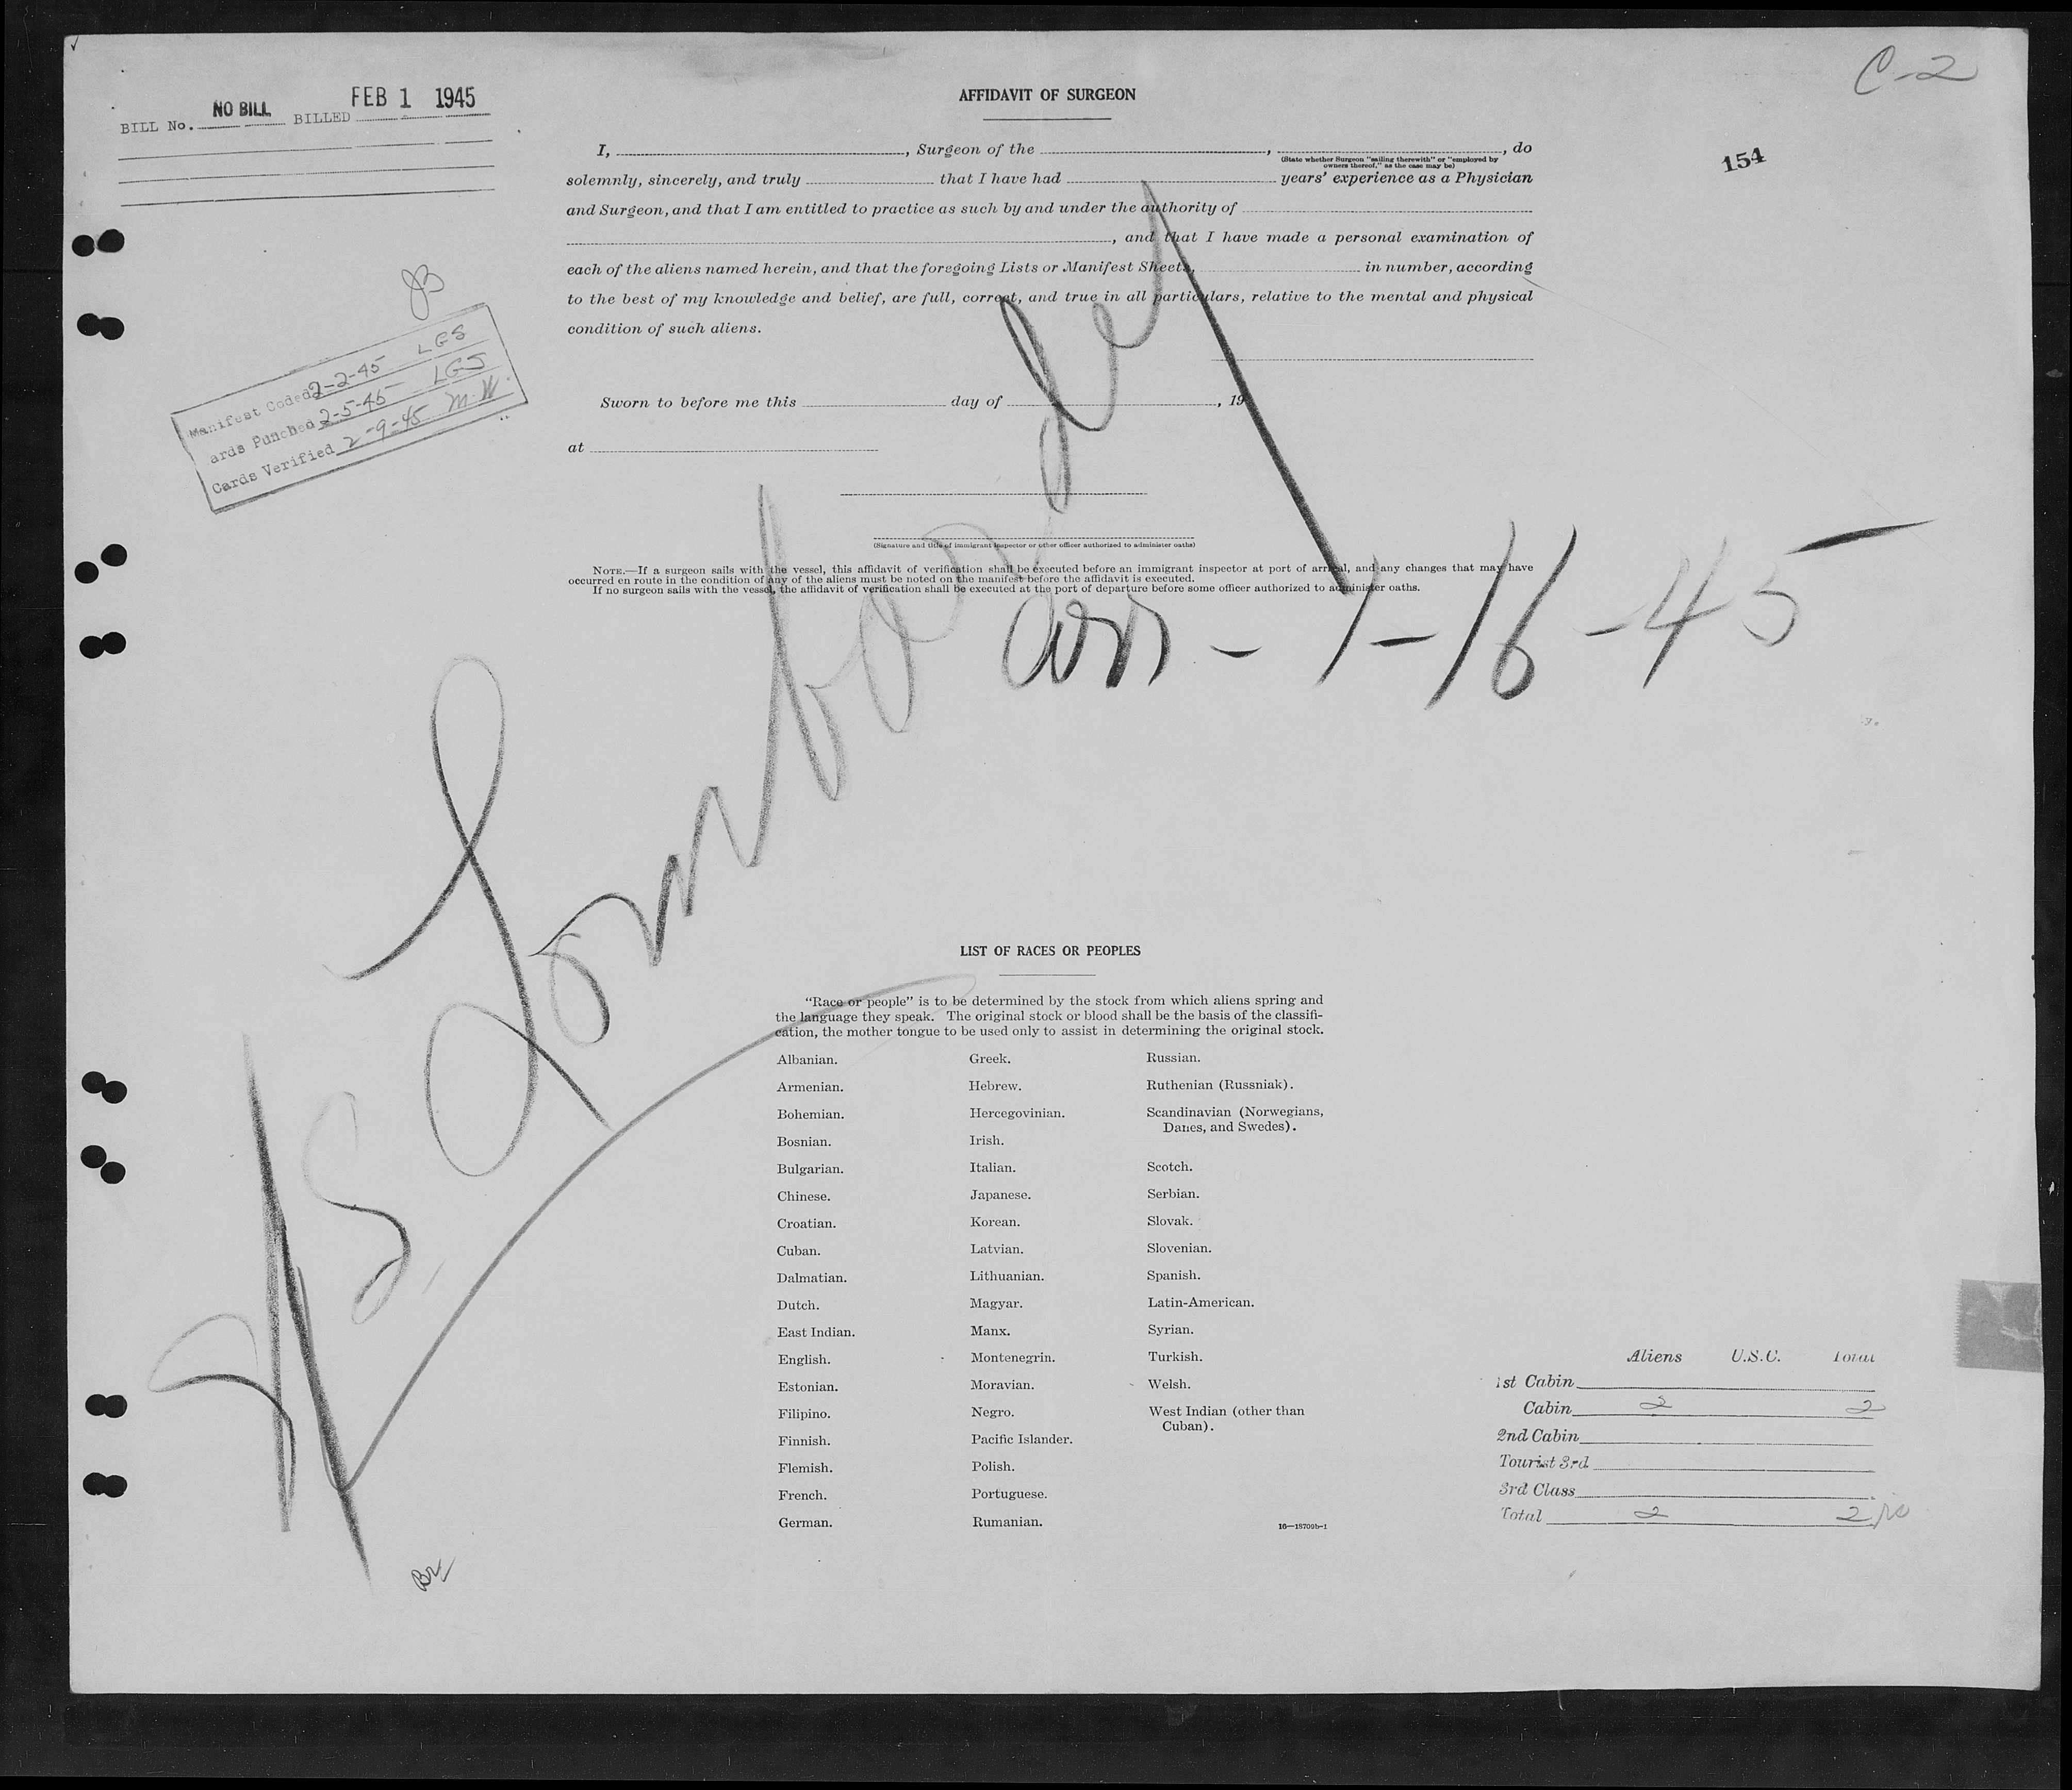 C-2
BILL No. NO BILL BILLED FEB 1 1945
154
AFFIDAVIT OF SURGEON
I, , Surgeon of the , , do
(State whether Surgeon "sailing therewith" or "employed by
owners thereof," as the case may be)
solemnly, sincerely, and truly that I have had years' experience as a Physician
and Surgeon, and that I am entitled to practice as such by and under the authority of
, and that I have made a personal examination of
each of the aliens named herein, and that the foregoing Lists or Manifest Sheets, in number, according
to the best of my knowledge and belief, are full, correct, and true in all particulars, relative to the mental and physical
condition of such aliens.
Sworn to before me this day of , 19
at
(Signature and title of immigrant inspector or other officer authorized to administer oaths)
NOTE.—If a surgeon sails with the vessel, this affidavit of verification shall be executed before an immigrant inspector at port of arrival, and any changes that may have
occurred en route in the condition of any of the aliens must be noted on the manifest before the affidavit is executed.
If no surgeon sails with the vessel, the affidavit of verification shall be executed at the port of departure before some officer authorized to administer oaths.
JB
Manifest Coded 2-2-45 LGS
ards Punched 2-5-45 LGS
Cards Verified 2-9-45 M.W.
arr - 1-16-45
LIST OF RACES OR PEOPLES
"Race or people" is to be determined by the stock from which aliens spring and
the language they speak. The original stock or blood shall be the basis of the classifi-
cation, the mother tongue to be used only to assist in determining the original stock.
Albanian.
Armenian.
Bohemian.
Bosnian.
Bulgarian.
Chinese.
Croatian.
Cuban.
Dalmatian.
Dutch.
East Indian.
English.
Estonian.
Filipino.
Finnish.
Flemish.
French.
German.
Greek.
Hebrew.
Hercegovinian.
Irish.
Italian.
Japanese.
Korean.
Latvian.
Lithuanian.
Magyar.
Manx.
Montenegrin.
Moravian.
Negro.
Pacific Islander.
Polish.
Portuguese.
Rumanian.
Russian.
Ruthenian (Russniak).
Scandinavian (Norwegians,
Danes, and Swedes).
Scotch.
Serbian.
Slovak.
Slovenian.
Spanish.
Latin-American.
Syrian.
Turkish.
Welsh.
West Indian (other than
Cuban).
16—18709b-1
Aliens U.S.C. Total
1st Cabin
Cabin 2 2
2nd Cabin
Tourist 3rd
3rd Class
Total 2 2